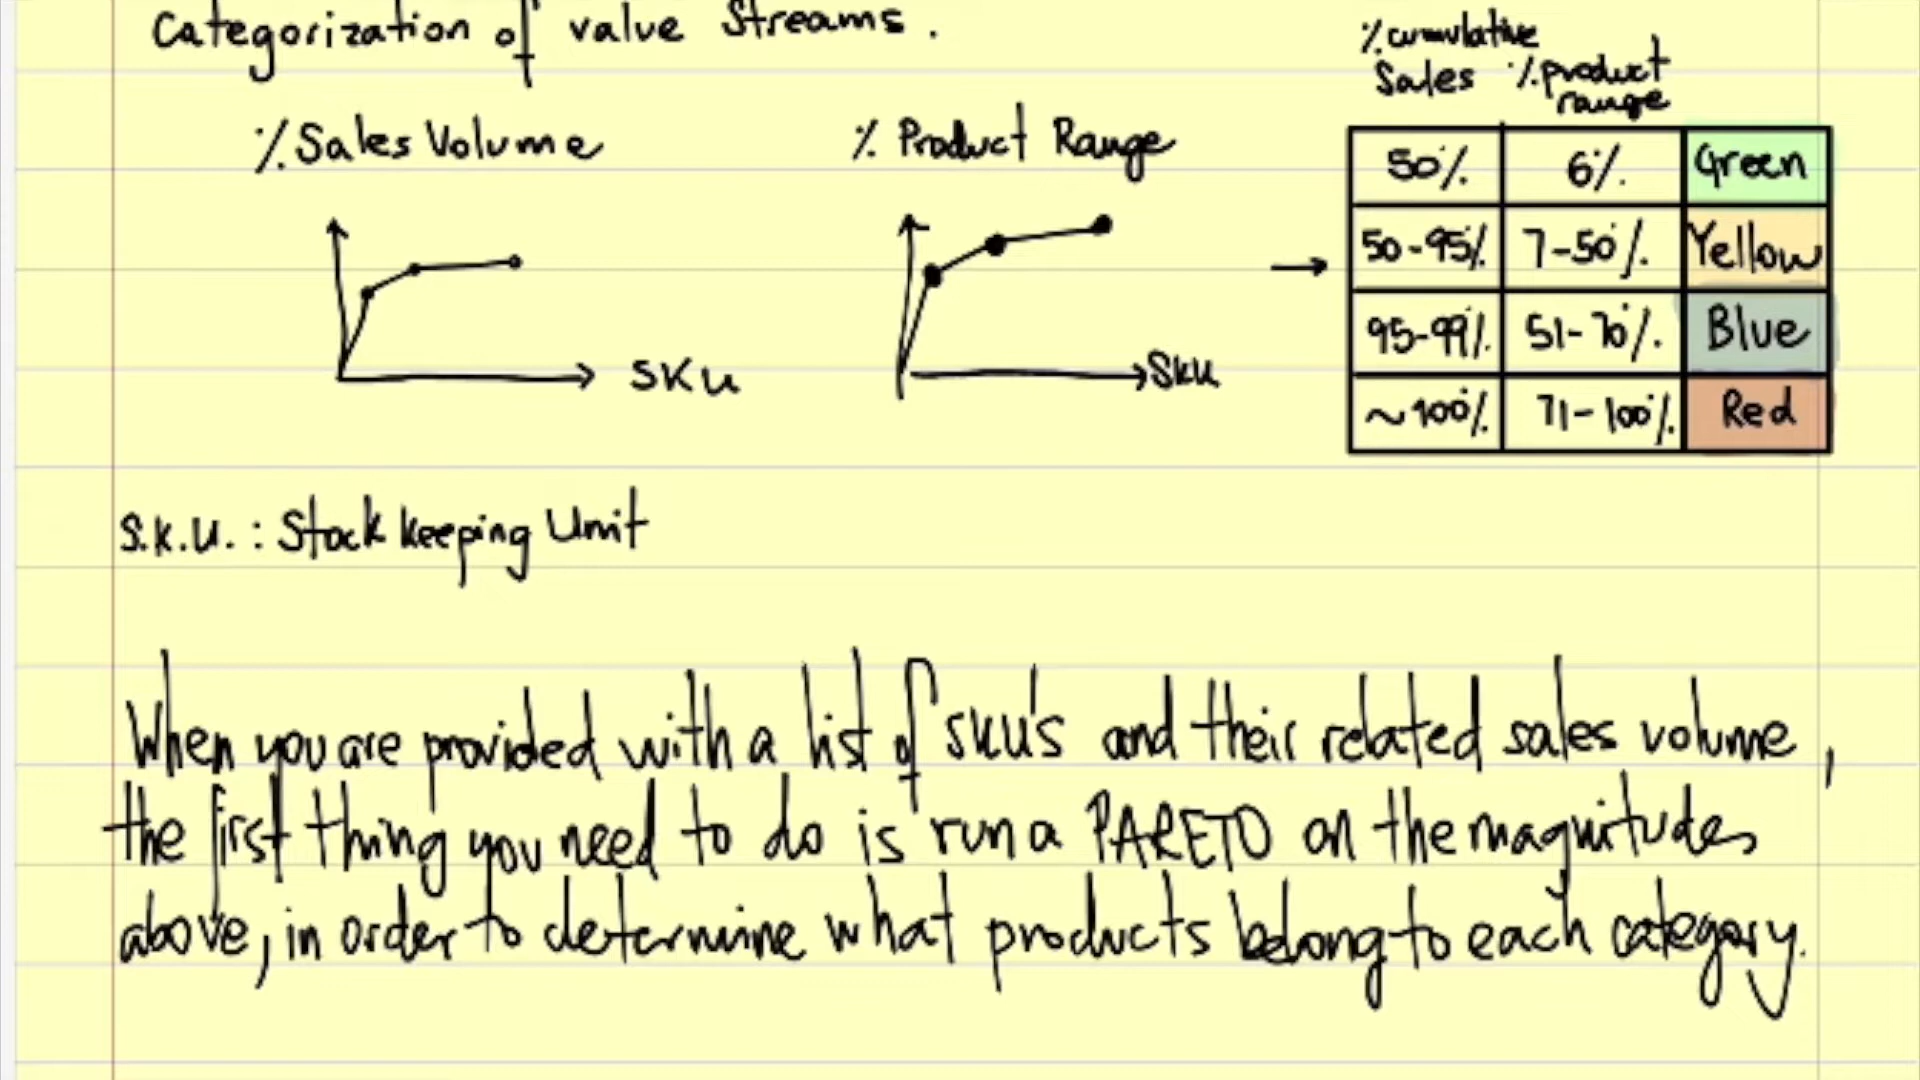 Categorization of value Streams.
% Sales Volume
SKU
% Product Range
SKU
% cumulative
Sales % product
range
50% 6% Green
50-95% 7-50% Yellow
95-99% 51-70% Blue
~100% 71-100% Red
S.K.U.: Stock keeping Unit
When you are provided with a list of SKU's and their related sales volume,
the first thing you need to do is run a PARETO on the magnitudes
above, in order to determine what products belong to each category.